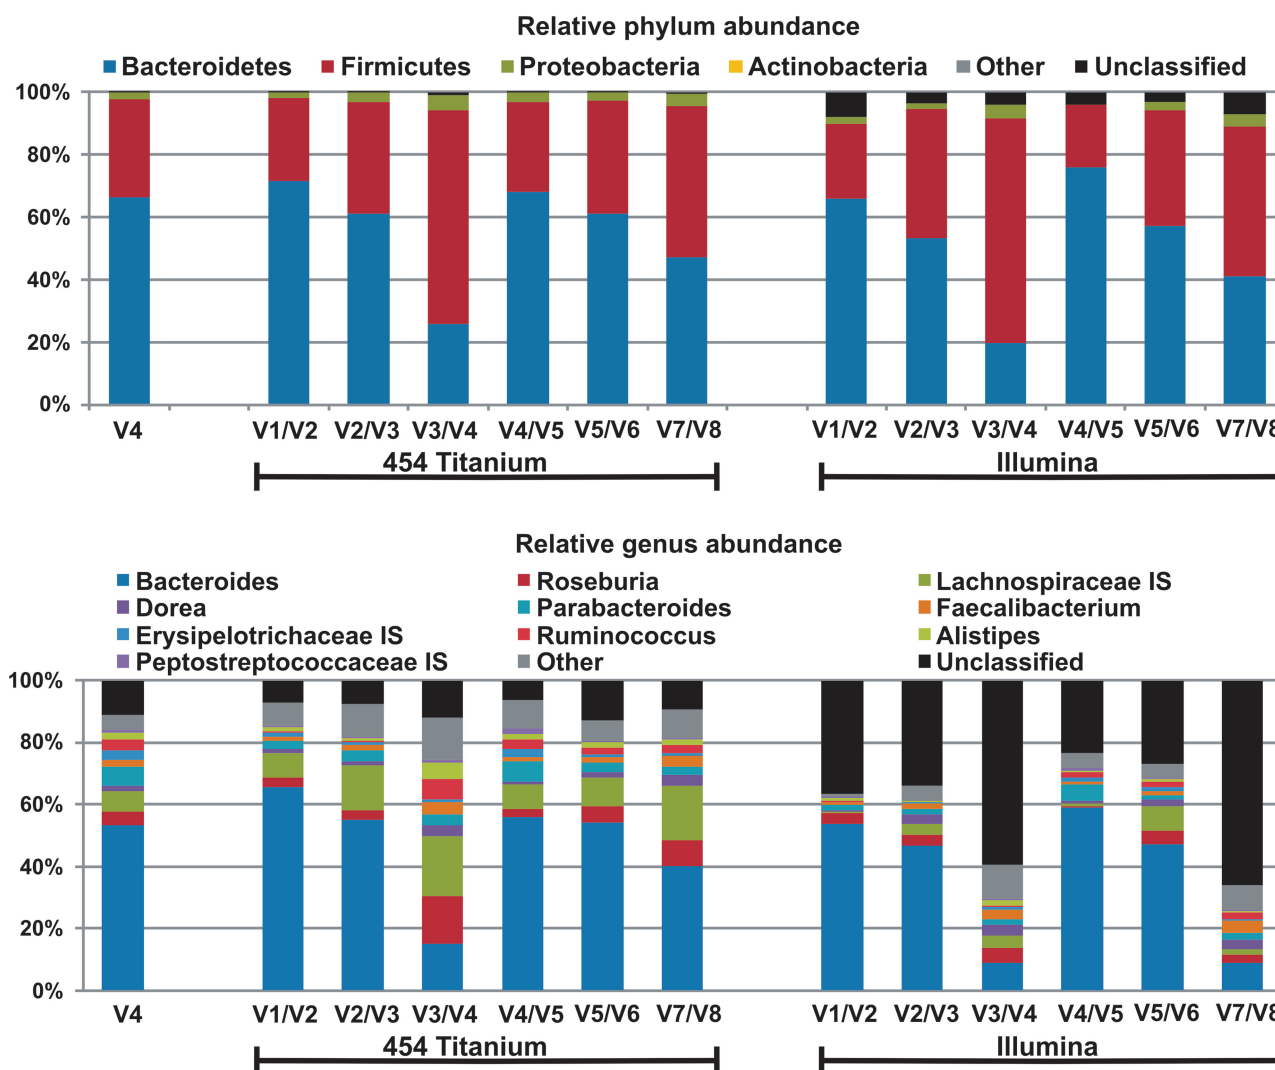 Relative phylum abundance
Bacteroidetes Firmicutes Proteobacteria Actinobacteria Other Unclassified
100%
80%
60%
40%
20%
0%
V4 V1/V2 V2/V3 V3/V4 V4/V5 V5/V6 V7/V8 V1/V2 V2/V3 V3/V4 V4/V5 V5/V6 V7/V8
454 Titanium Illumina
Relative genus abundance
Bacteroides Roseburia Lachnospiraceae IS
Dorea Parabacteroides Faecalibacterium
Erysipelotrichaceae IS Ruminococcus Alistipes
Peptostreptococcaceae IS Other Unclassified
100%
80%
60%
40%
20%
0%
V4 V1/V2 V2/V3 V3/V4 V4/V5 V5/V6 V7/V8 V1/V2 V2/V3 V3/V4 V4/V5 V5/V6 V7/V8
454 Titanium Illumina